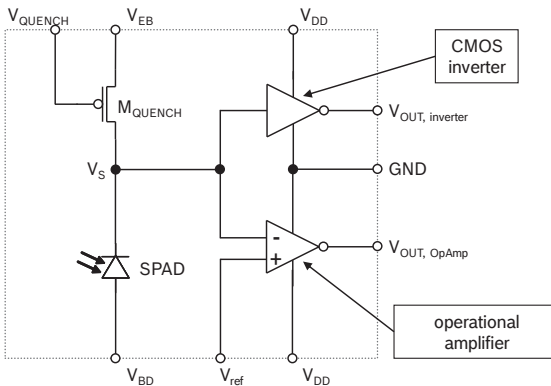 V_QUENCH
V_EB
V_DD
CMOS
inverter
M_QUENCH
V_OUT, inverter
V_S
GND
-
+
SPAD
V_OUT, OpAmp
operational
amplifier
V_BD
V_ref
V_DD